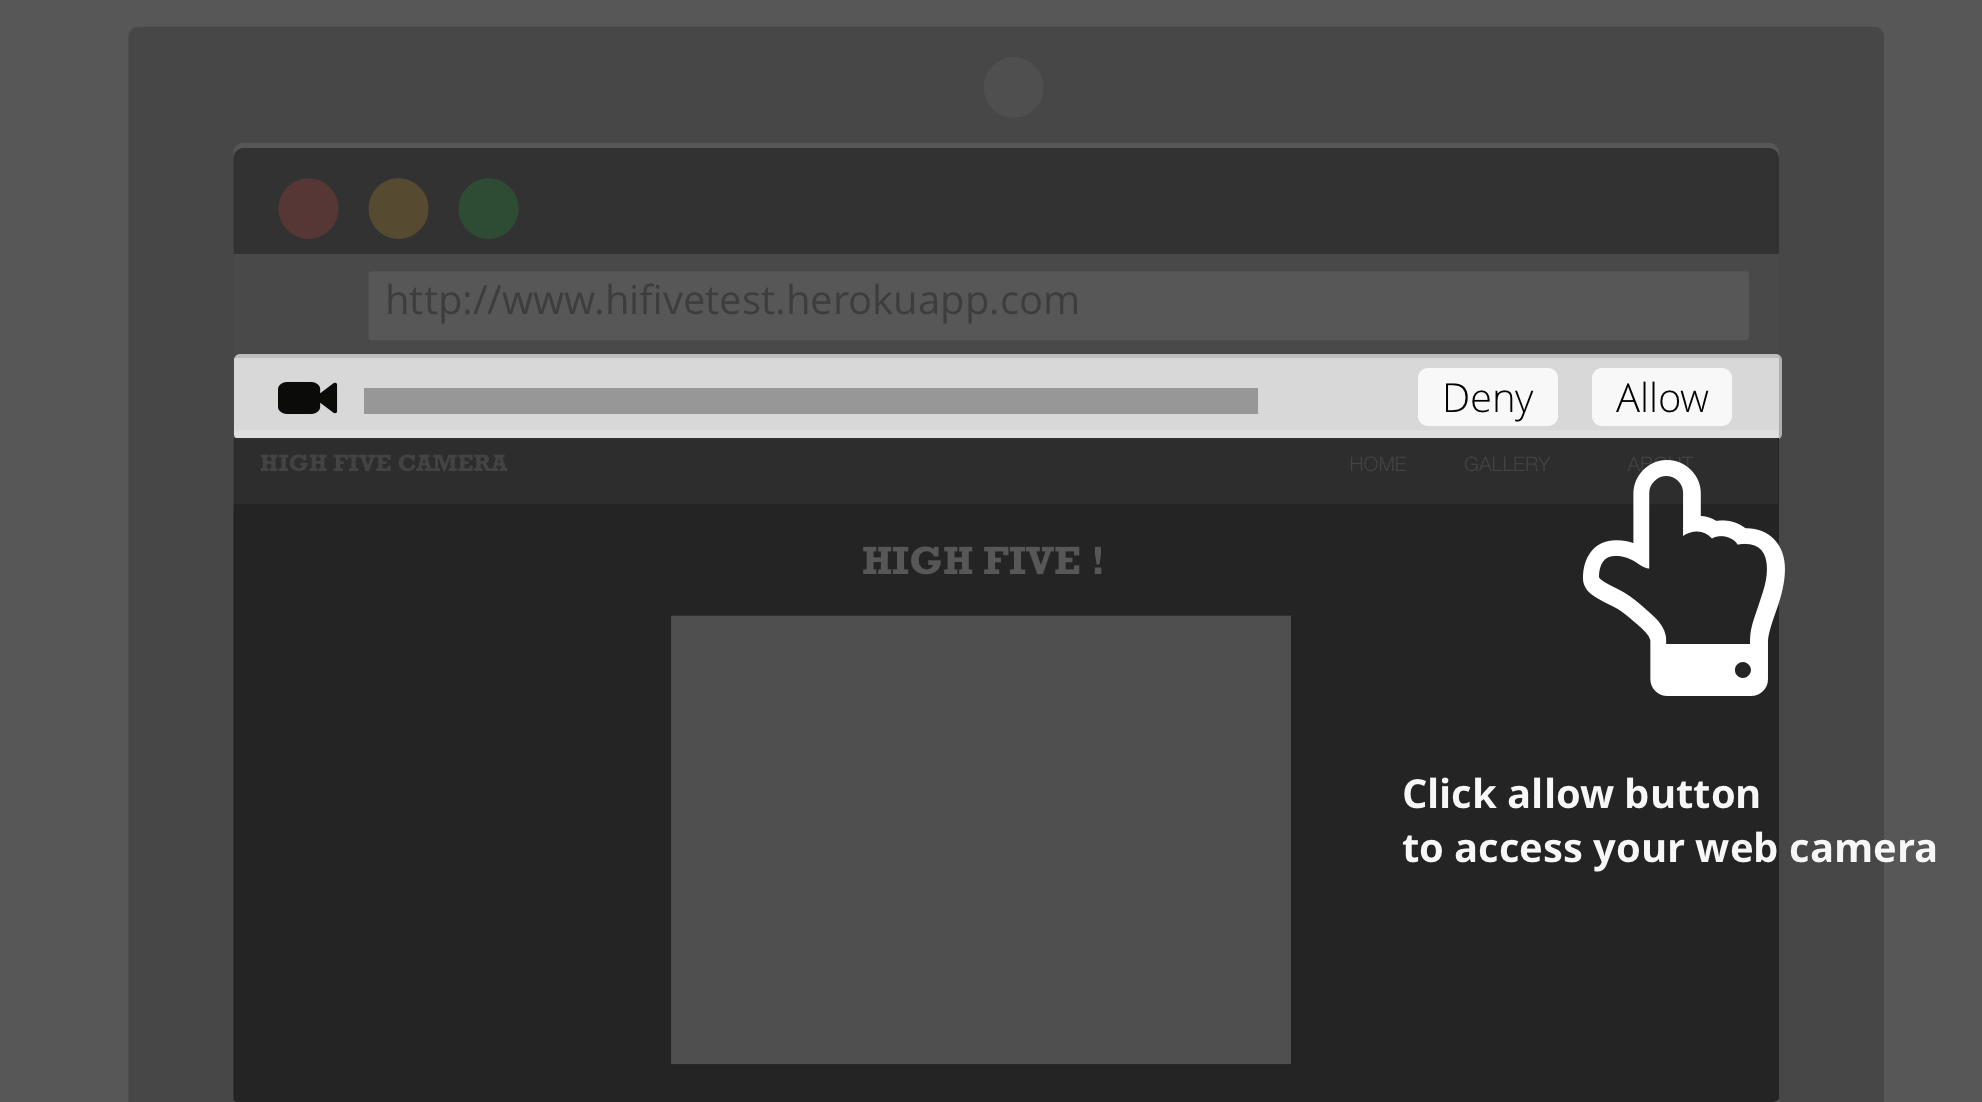 http://www.hifivetest.herokuapp.com
Deny Allow
HIGH FIVE CAMERA HOME GALLERY ABOUT
HIGH FIVE !
Click allow button
to access your web camera